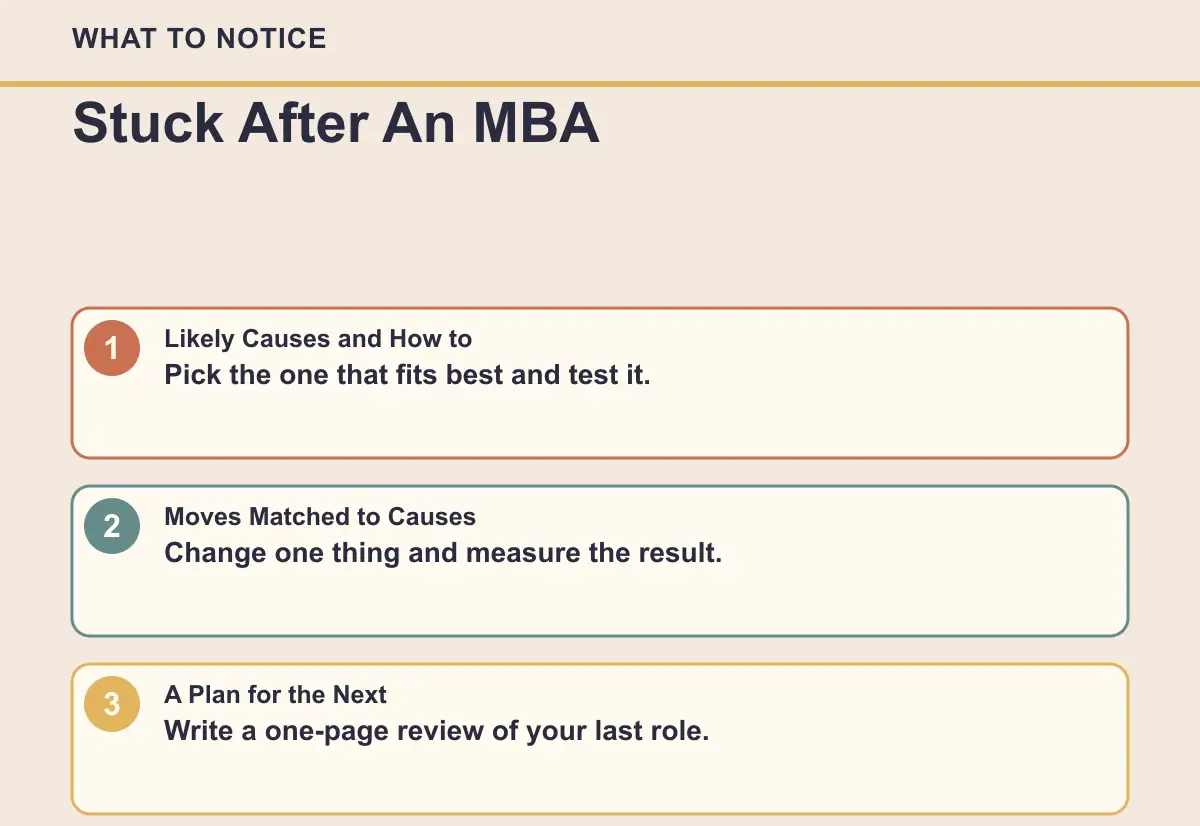 WHAT TO NOTICE
Stuck After An MBA
1
Likely Causes and How to
Pick the one that fits best and test it.
2
Moves Matched to Causes
Change one thing and measure the result.
3
A Plan for the Next
Write a one-page review of your last role.